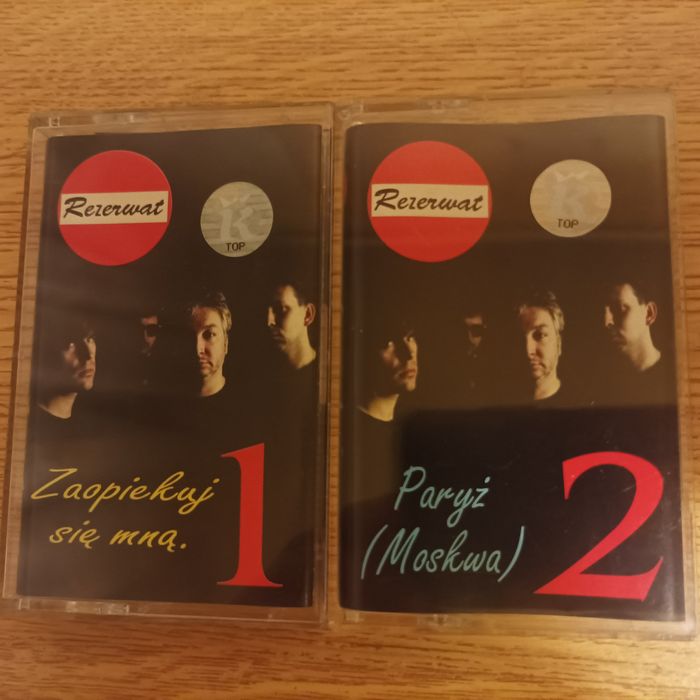 Rezerwat
K
TOP
Zaopiekuj
się mną.
1
Rezerwat
K
TOP
Paryż
(Moskwa)
2